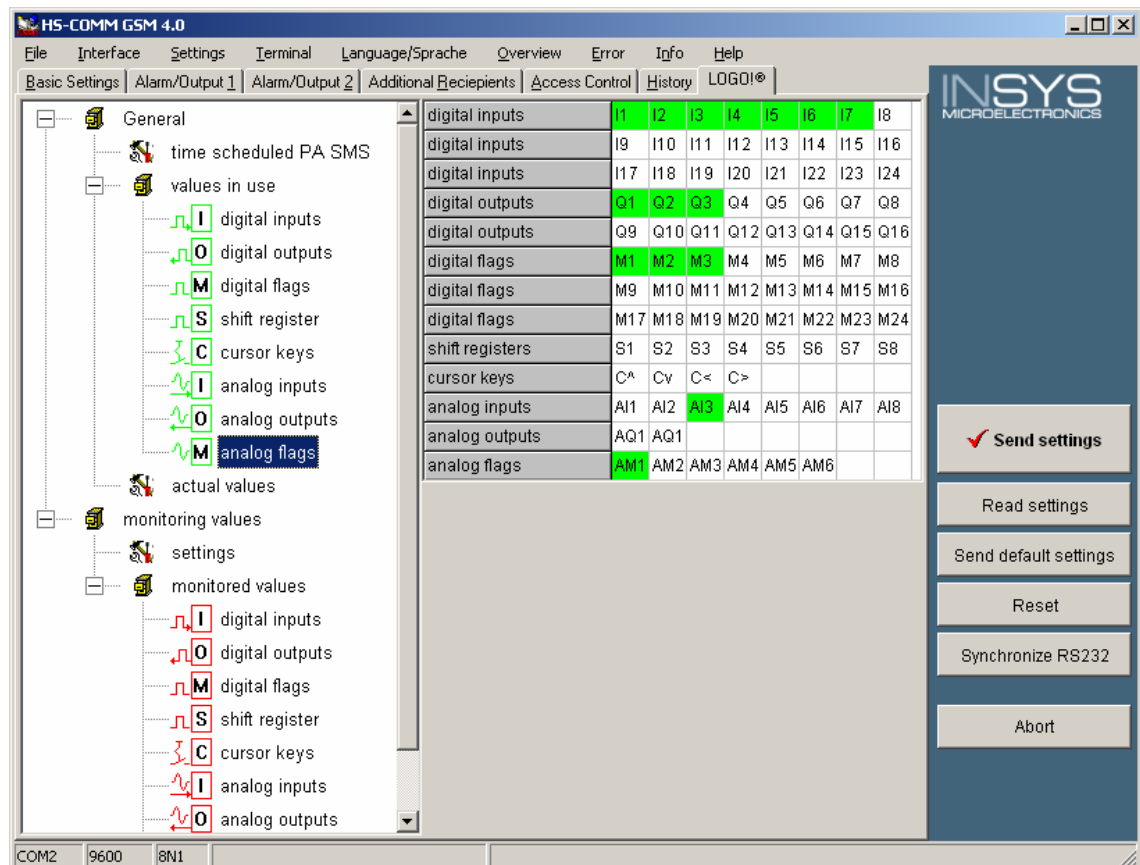 HS-COMM GSM 4.0
File Interface Settings Terminal Language/Sprache Overview Error Info Help
Basic Settings Alarm/Output 1 Alarm/Output 2 Additional Reciepients Access Control History LOGO!®
General
time scheduled PA SMS
values in use
I digital inputs
O digital outputs
M digital flags
S shift register
C cursor keys
I analog inputs
O analog outputs
M analog flags
actual values
monitoring values
settings
monitored values
I digital inputs
O digital outputs
M digital flags
S shift register
C cursor keys
I analog inputs
O analog outputs
digital inputs I1 I2 I3 I4 I5 I6 I7 I8
digital inputs I9 I10 I11 I12 I13 I14 I15 I16
digital inputs I17 I18 I19 I20 I21 I22 I23 I24
digital outputs Q1 Q2 Q3 Q4 Q5 Q6 Q7 Q8
digital outputs Q9 Q10 Q11 Q12 Q13 Q14 Q15 Q16
digital flags M1 M2 M3 M4 M5 M6 M7 M8
digital flags M9 M10 M11 M12 M13 M14 M15 M16
digital flags M17 M18 M19 M20 M21 M22 M23 M24
shift registers S1 S2 S3 S4 S5 S6 S7 S8
cursor keys C^ Cv C< C>
analog inputs AI1 AI2 AI3 AI4 AI5 AI6 AI7 AI8
analog outputs AQ1 AQ1
analog flags AM1 AM2 AM3 AM4 AM5 AM6
INSYS
MICROELECTRONICS
Send settings
Read settings
Send default settings
Reset
Synchronize RS232
Abort
COM2 9600 8N1